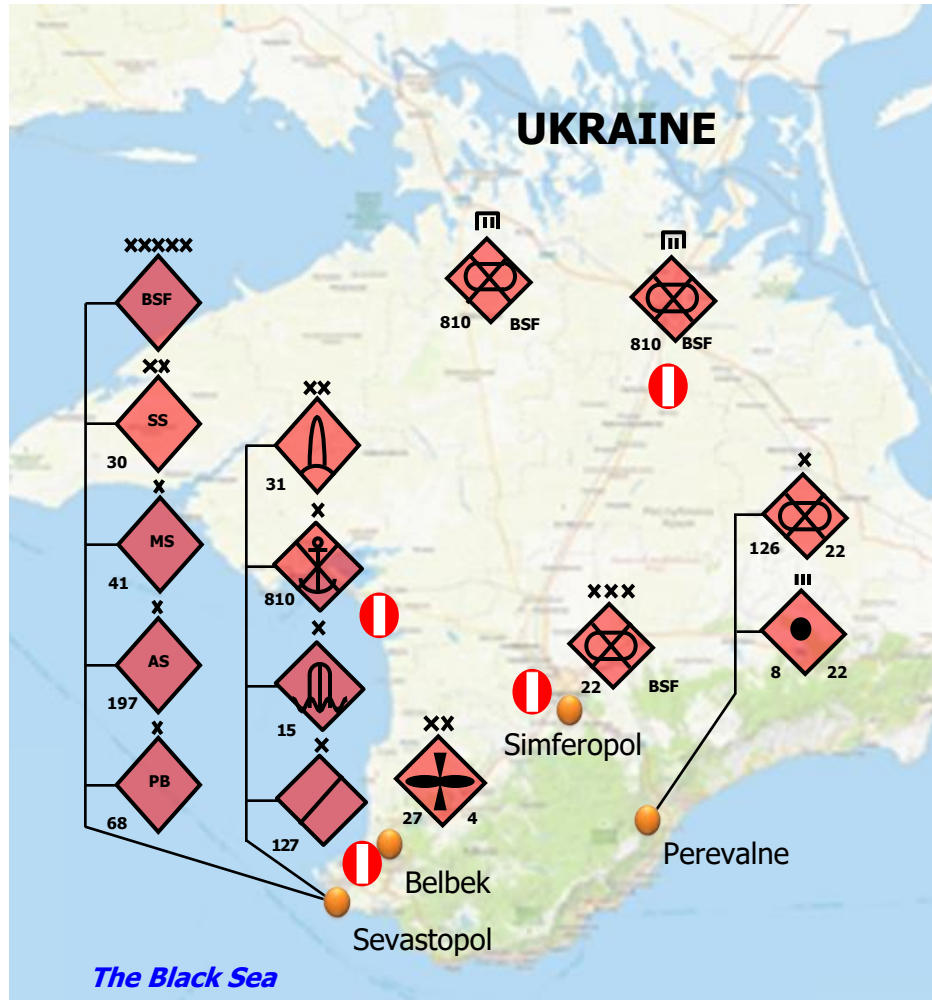 UKRAINE
XXXXX
BSF
810
BSF
810
BSF
XX
SS
30
XX
31
X
MS
41
X
810
X
126
22
X
AS
197
X
15
XXX
22
BSF
III
8
22
Simferopol
X
PB
68
X
127
XX
27
4
Perevalne
Belbek
Sevastopol
The Black Sea